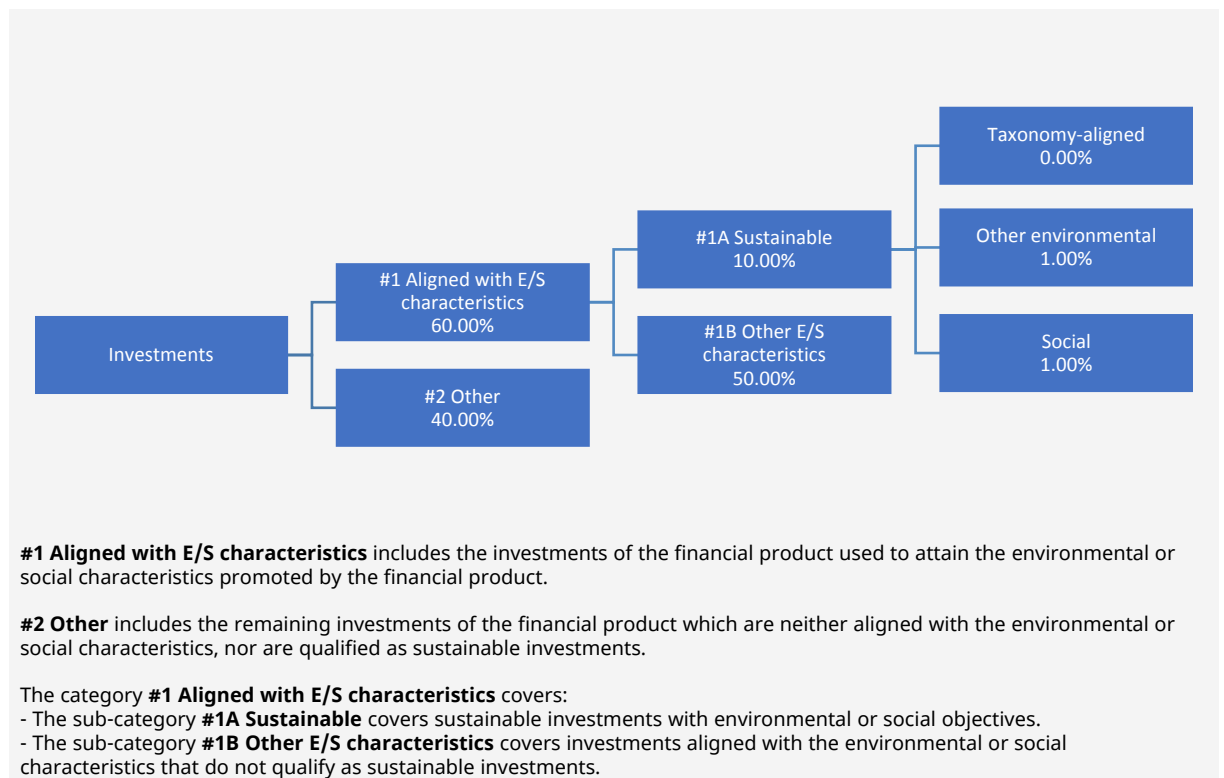 Investments
#1 Aligned with E/S
characteristics
60.00%
#2 Other
40.00%
#1A Sustainable
10.00%
#1B Other E/S
characteristics
50.00%
Taxonomy-aligned
0.00%
Other environmental
1.00%
Social
1.00%
#1 Aligned with E/S characteristics includes the investments of the financial product used to attain the environmental or
social characteristics promoted by the financial product.
#2 Other includes the remaining investments of the financial product which are neither aligned with the environmental or
social characteristics, nor are qualified as sustainable investments.
The category #1 Aligned with E/S characteristics covers:
- The sub-category #1A Sustainable covers sustainable investments with environmental or social objectives.
- The sub-category #1B Other E/S characteristics covers investments aligned with the environmental or social
characteristics that do not qualify as sustainable investments.